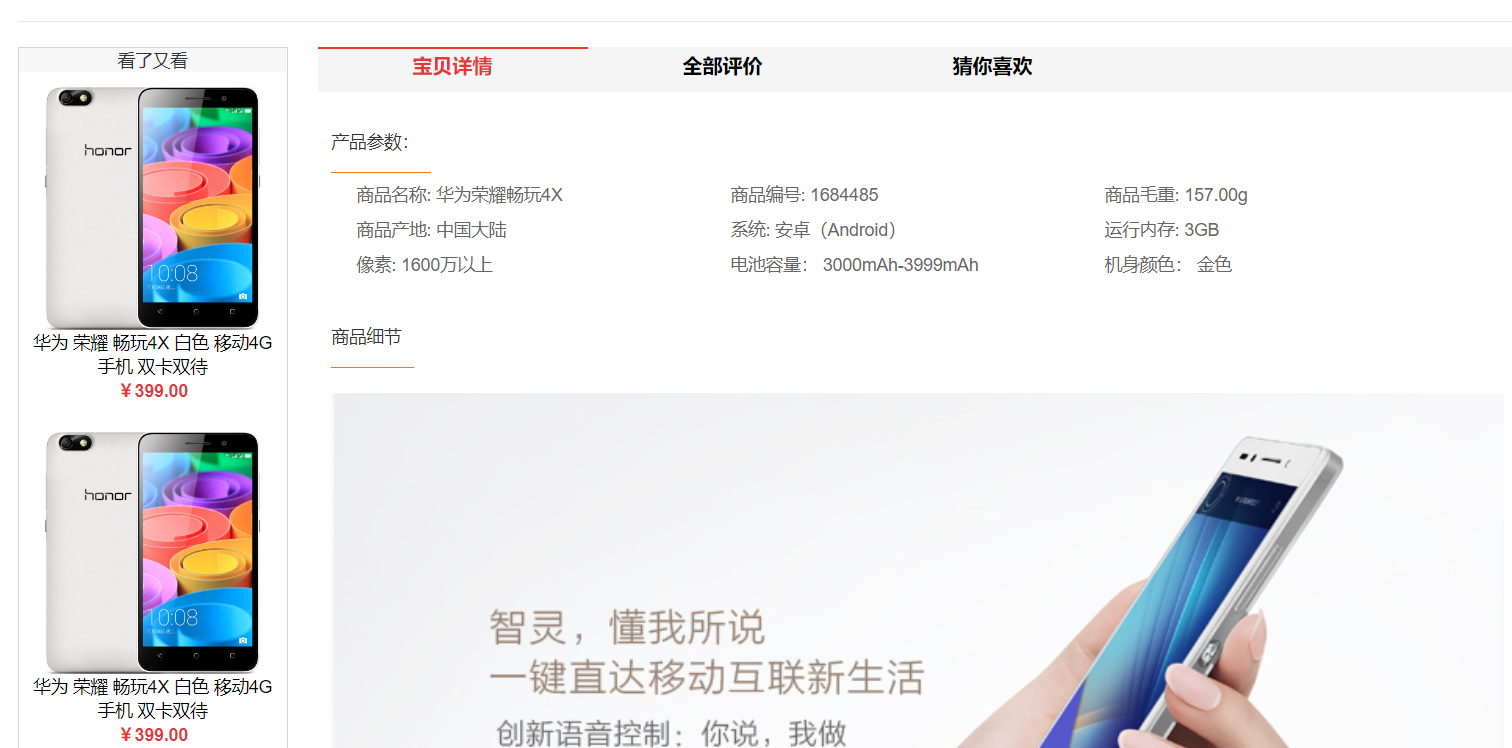 看了又看
honor
10:08
华为 荣耀 畅玩4X 白色 移动4G
手机 双卡双待
￥399.00
honor
10:08
华为 荣耀 畅玩4X 白色 移动4G
手机 双卡双待
￥399.00
宝贝详情 全部评价 猜你喜欢
产品参数：
商品名称: 华为荣耀畅玩4X 商品编号: 1684485 商品毛重: 157.00g
商品产地: 中国大陆 系统: 安卓（Android） 运行内存: 3GB
像素: 1600万以上 电池容量： 3000mAh-3999mAh 机身颜色： 金色
商品细节
智灵，懂我所说
一键直达移动互联新生活
创新语音控制：你说，我做